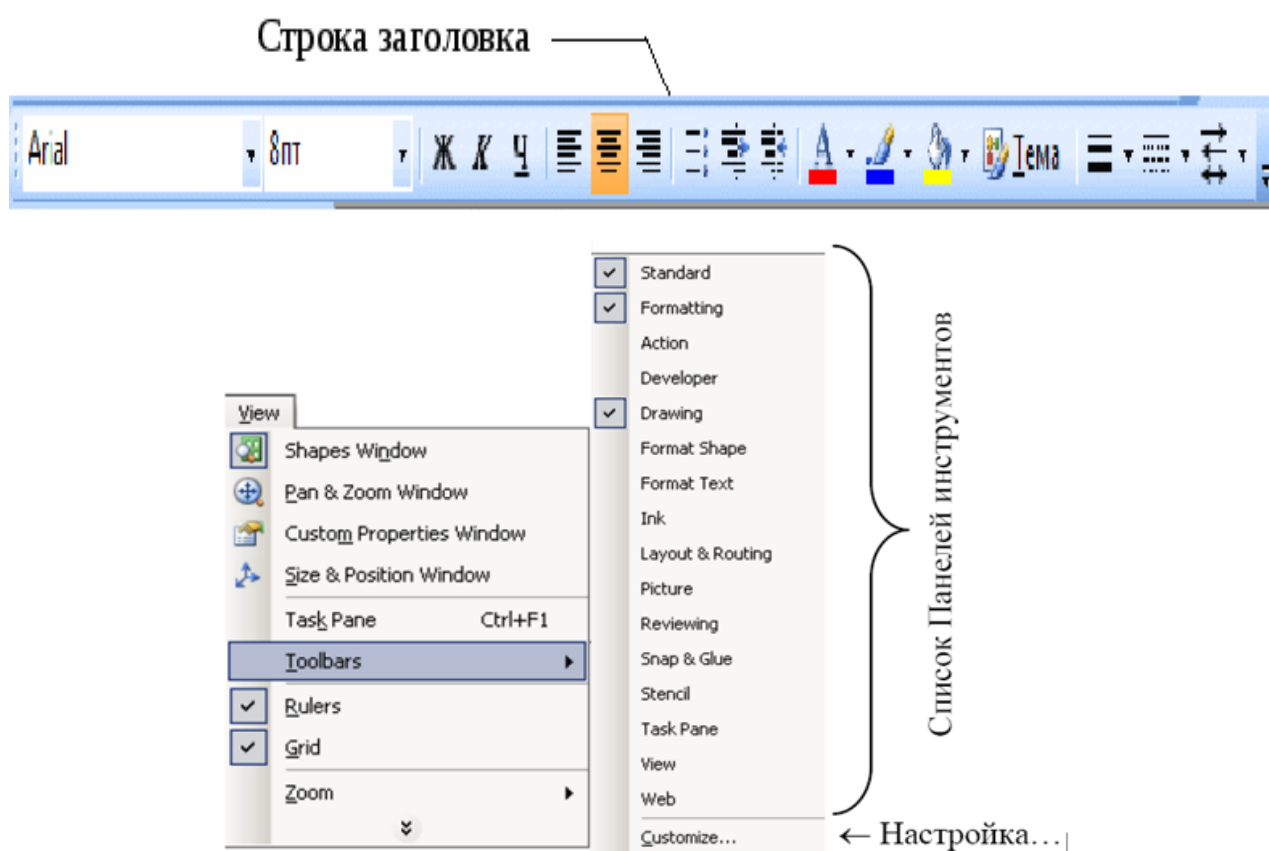 Строка заголовка
Arial 8пт Ж К Ч А Тема
Standard
Formatting
Action
Developer
Drawing
Format Shape
Format Text
Ink
Layout & Routing
Picture
Reviewing
Snap & Glue
Stencil
Task Pane
View
Web
Customize...
View
Shapes Window
Pan & Zoom Window
Custom Properties Window
Size & Position Window
Task Pane Ctrl+F1
Toolbars
Rulers
Grid
Zoom
Список Панелей инструментов
← Настройка...